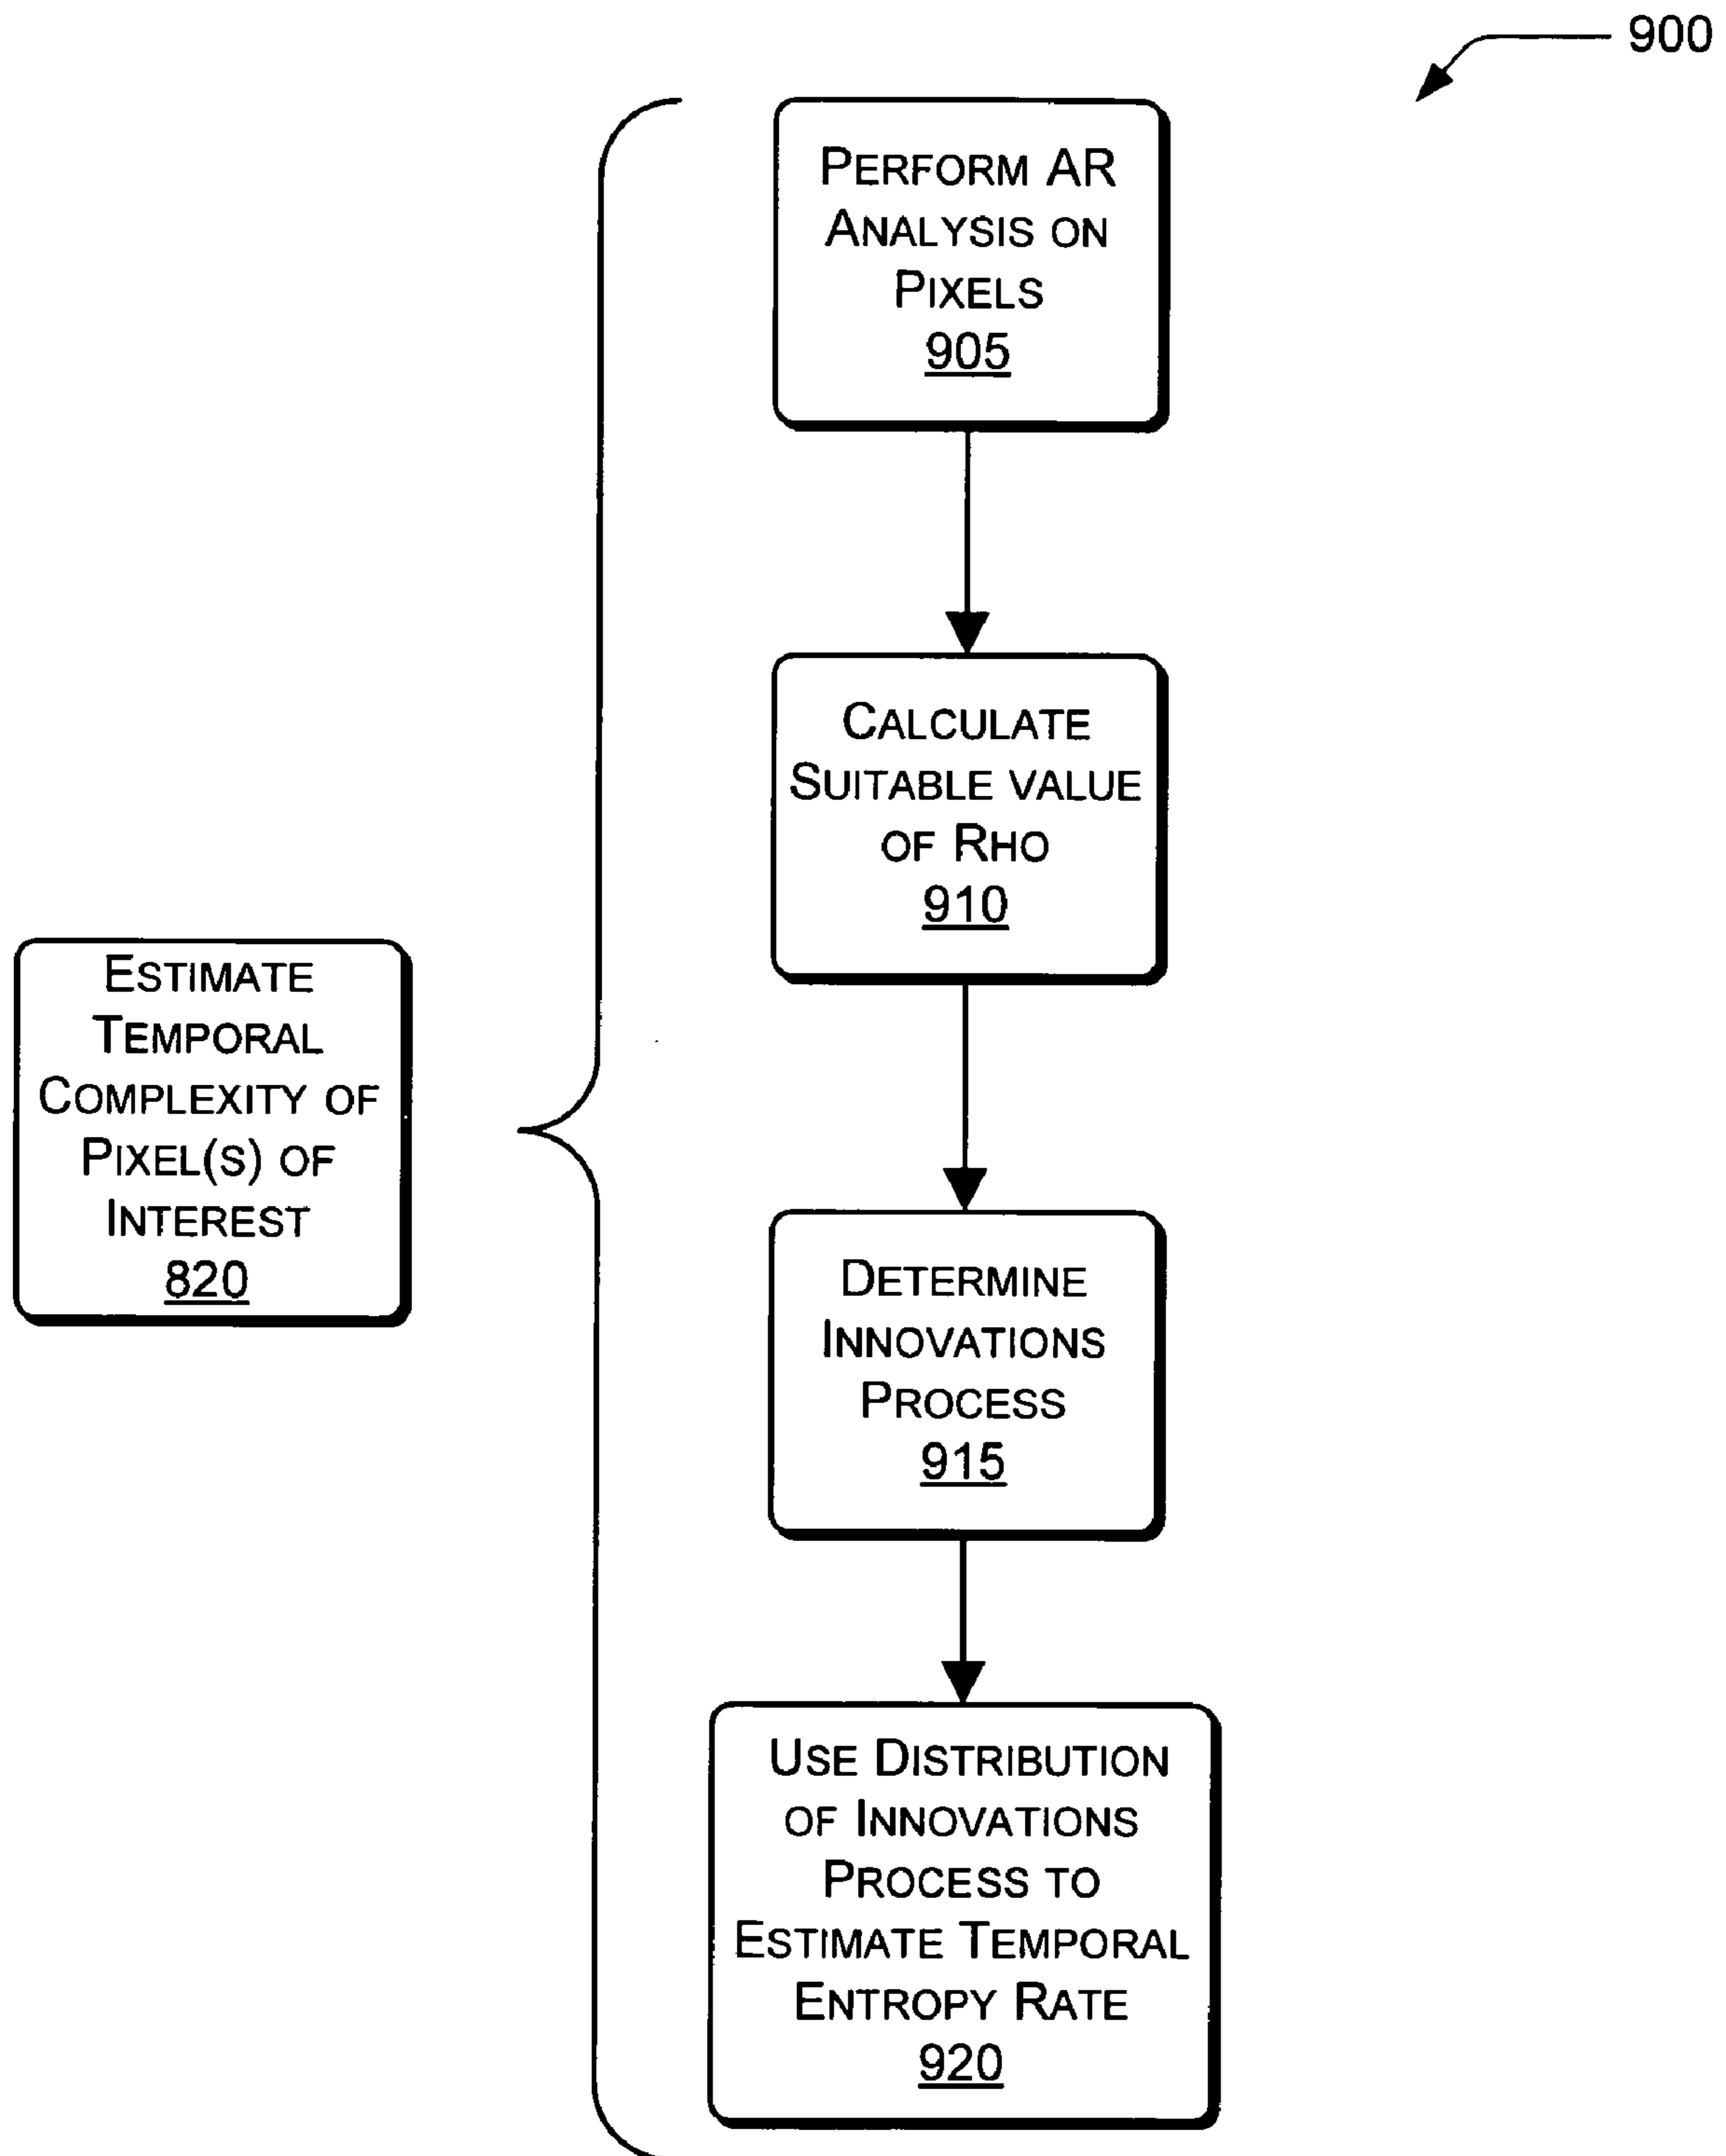 900
PERFORM AR
ANALYSIS ON
PIXELS
905
CALCULATE
SUITABLE VALUE
OF RHO
910
ESTIMATE
TEMPORAL
COMPLEXITY OF
PIXEL(S) OF
INTEREST
820
DETERMINE
INNOVATIONS
PROCESS
915
USE DISTRIBUTION
OF INNOVATIONS
PROCESS TO
ESTIMATE TEMPORAL
ENTROPY RATE
920